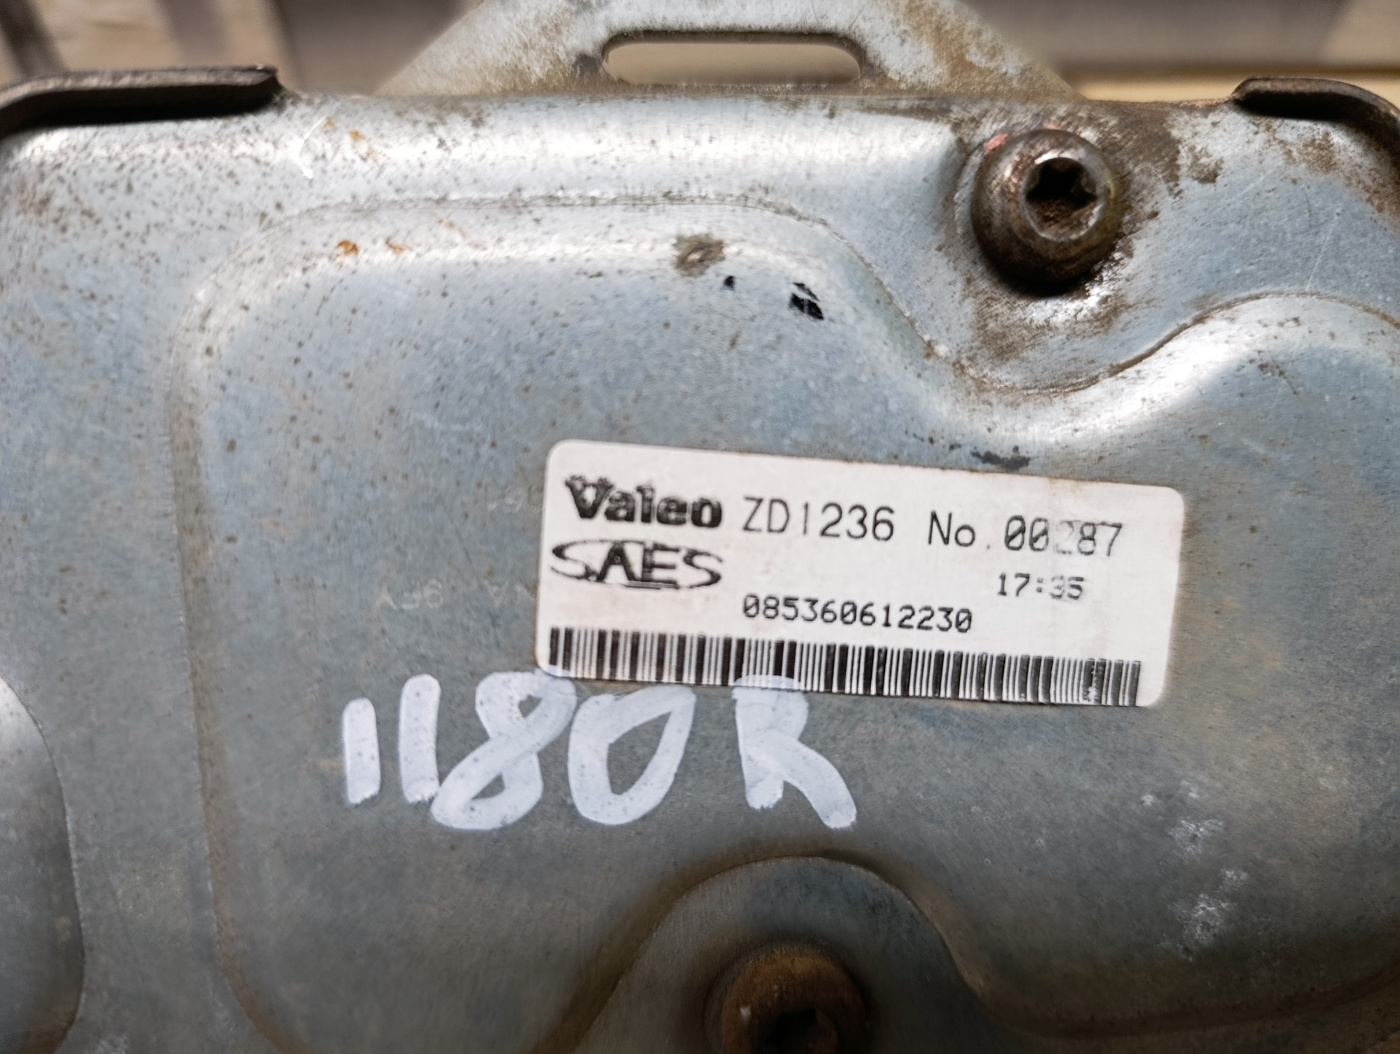 Valeo ZD1236 No. 00287
SAES 17:35
085360612230
1180R